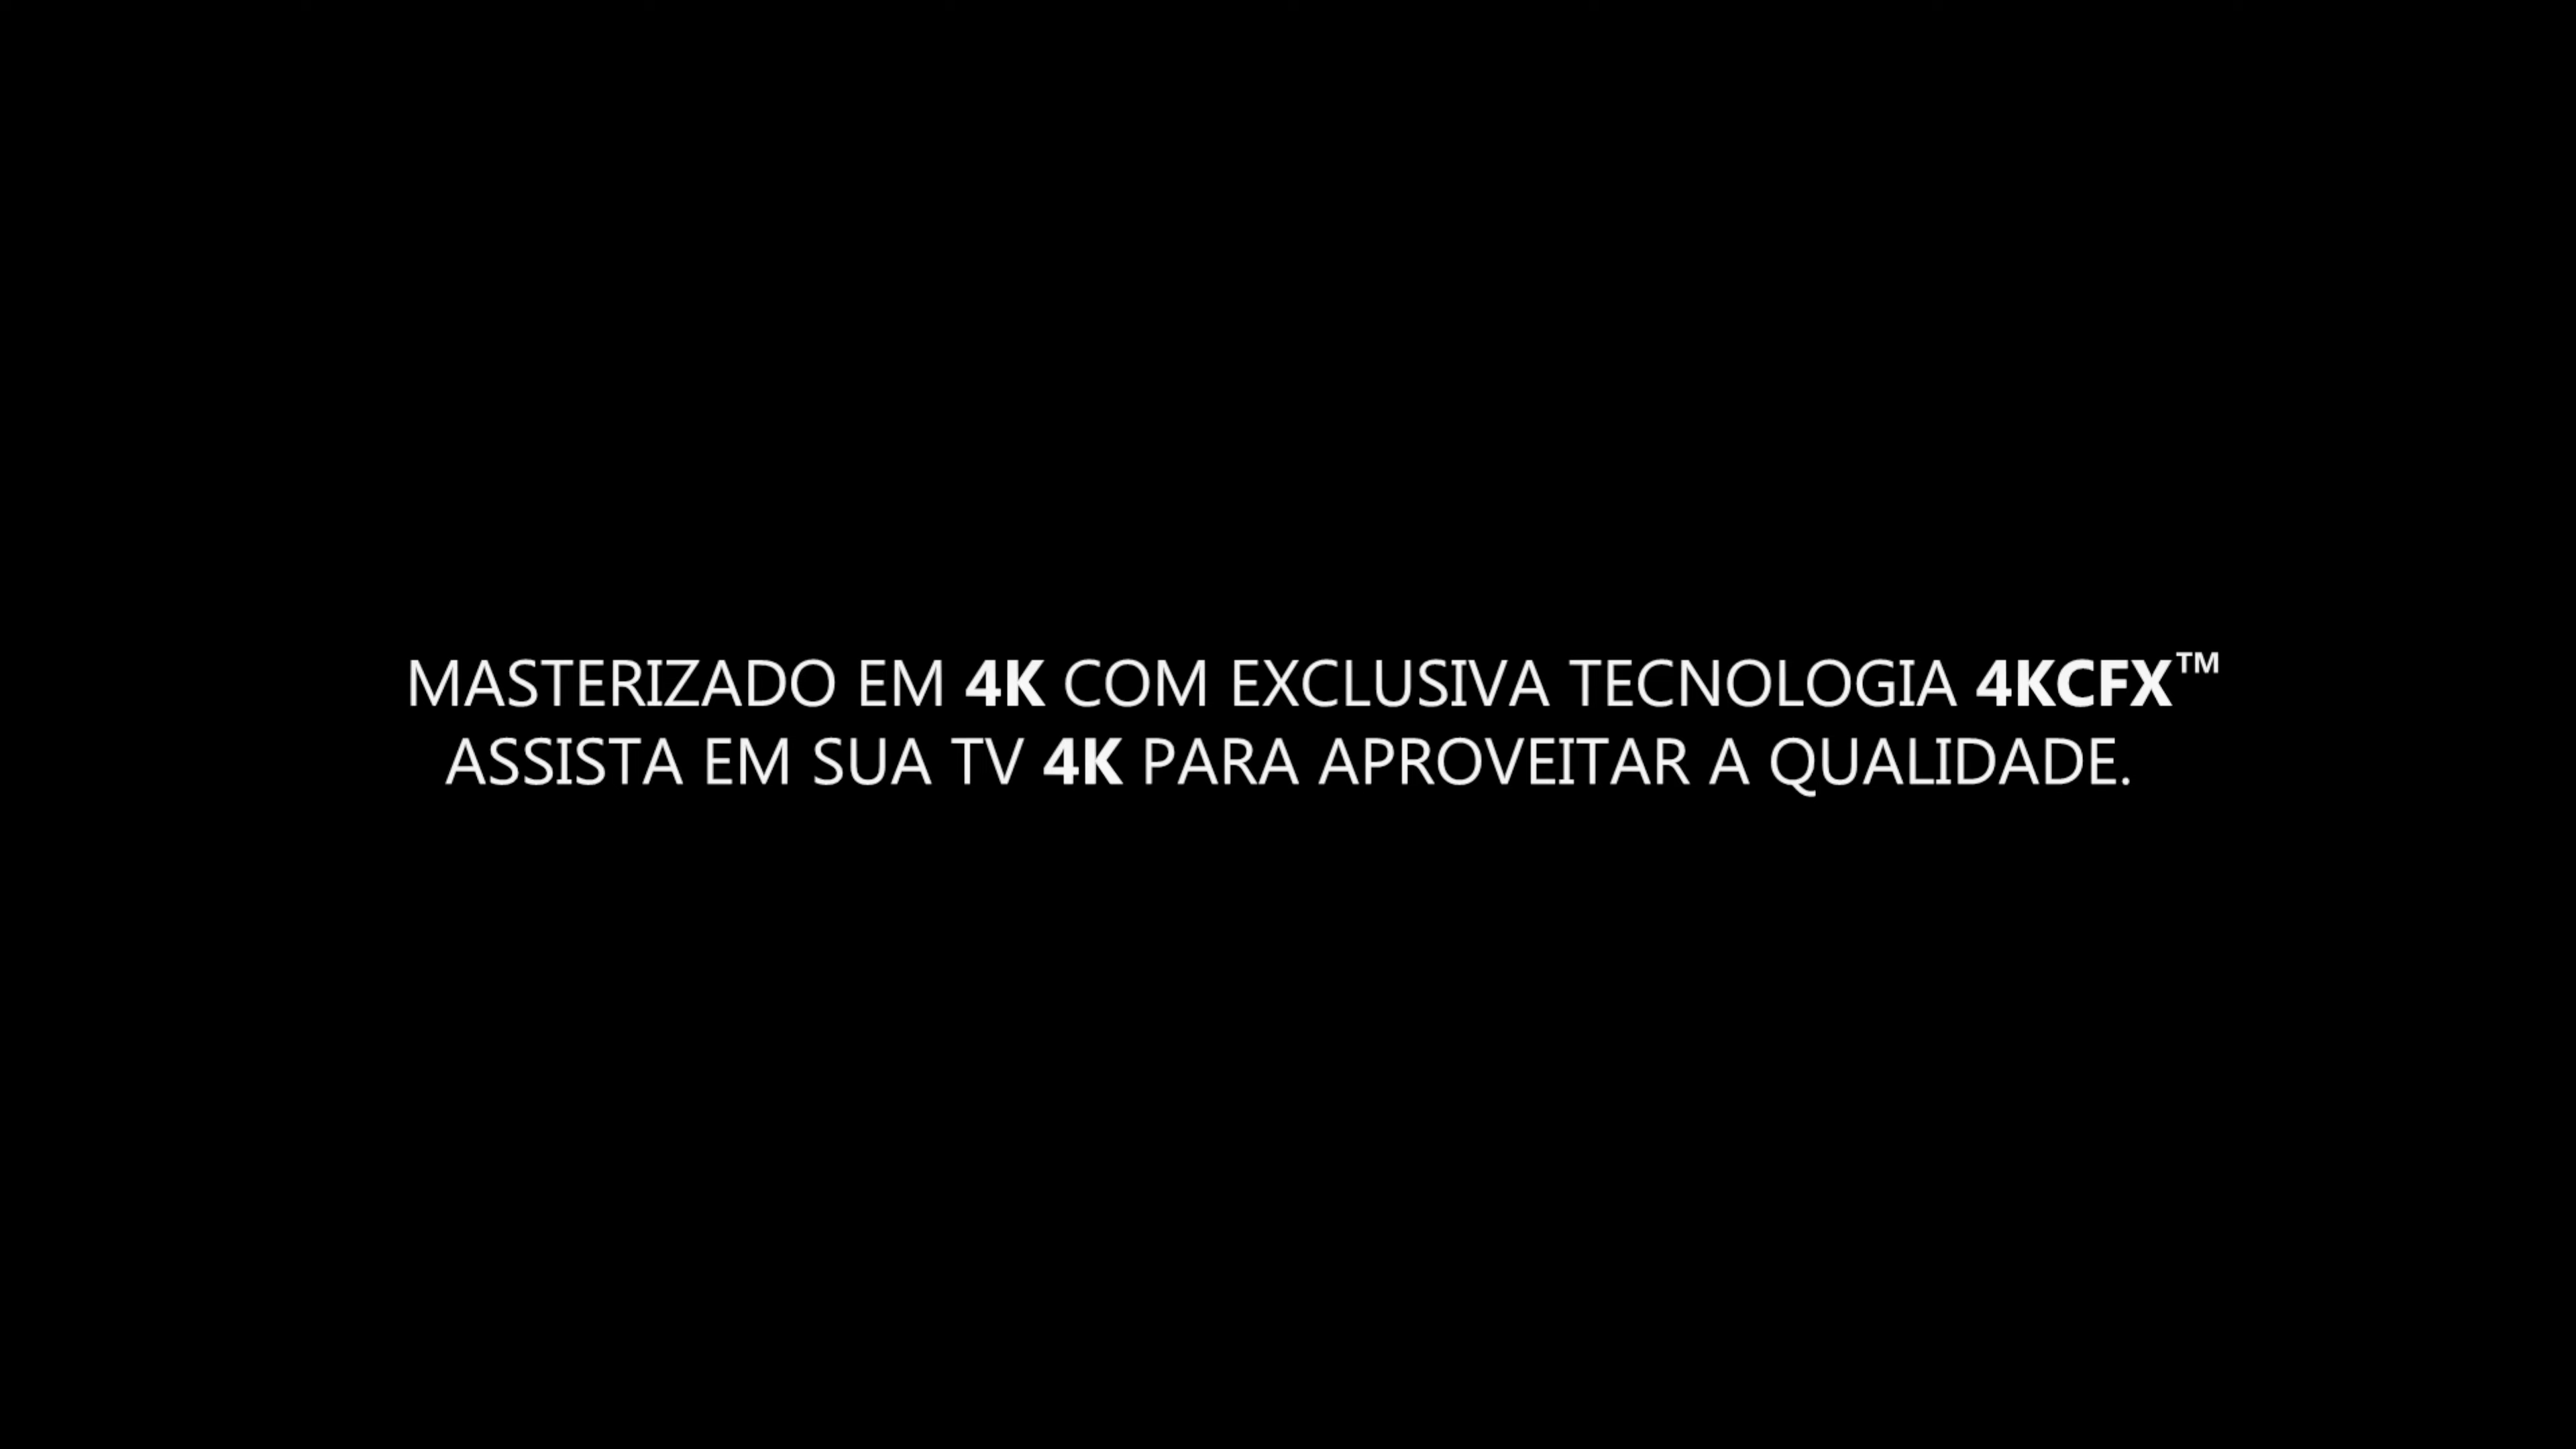 MASTERIZADO EM 4K COM EXCLUSIVA TECNOLOGIA 4KCFX™
ASSISTA EM SUA TV 4K PARA APROVEITAR A QUALIDADE.